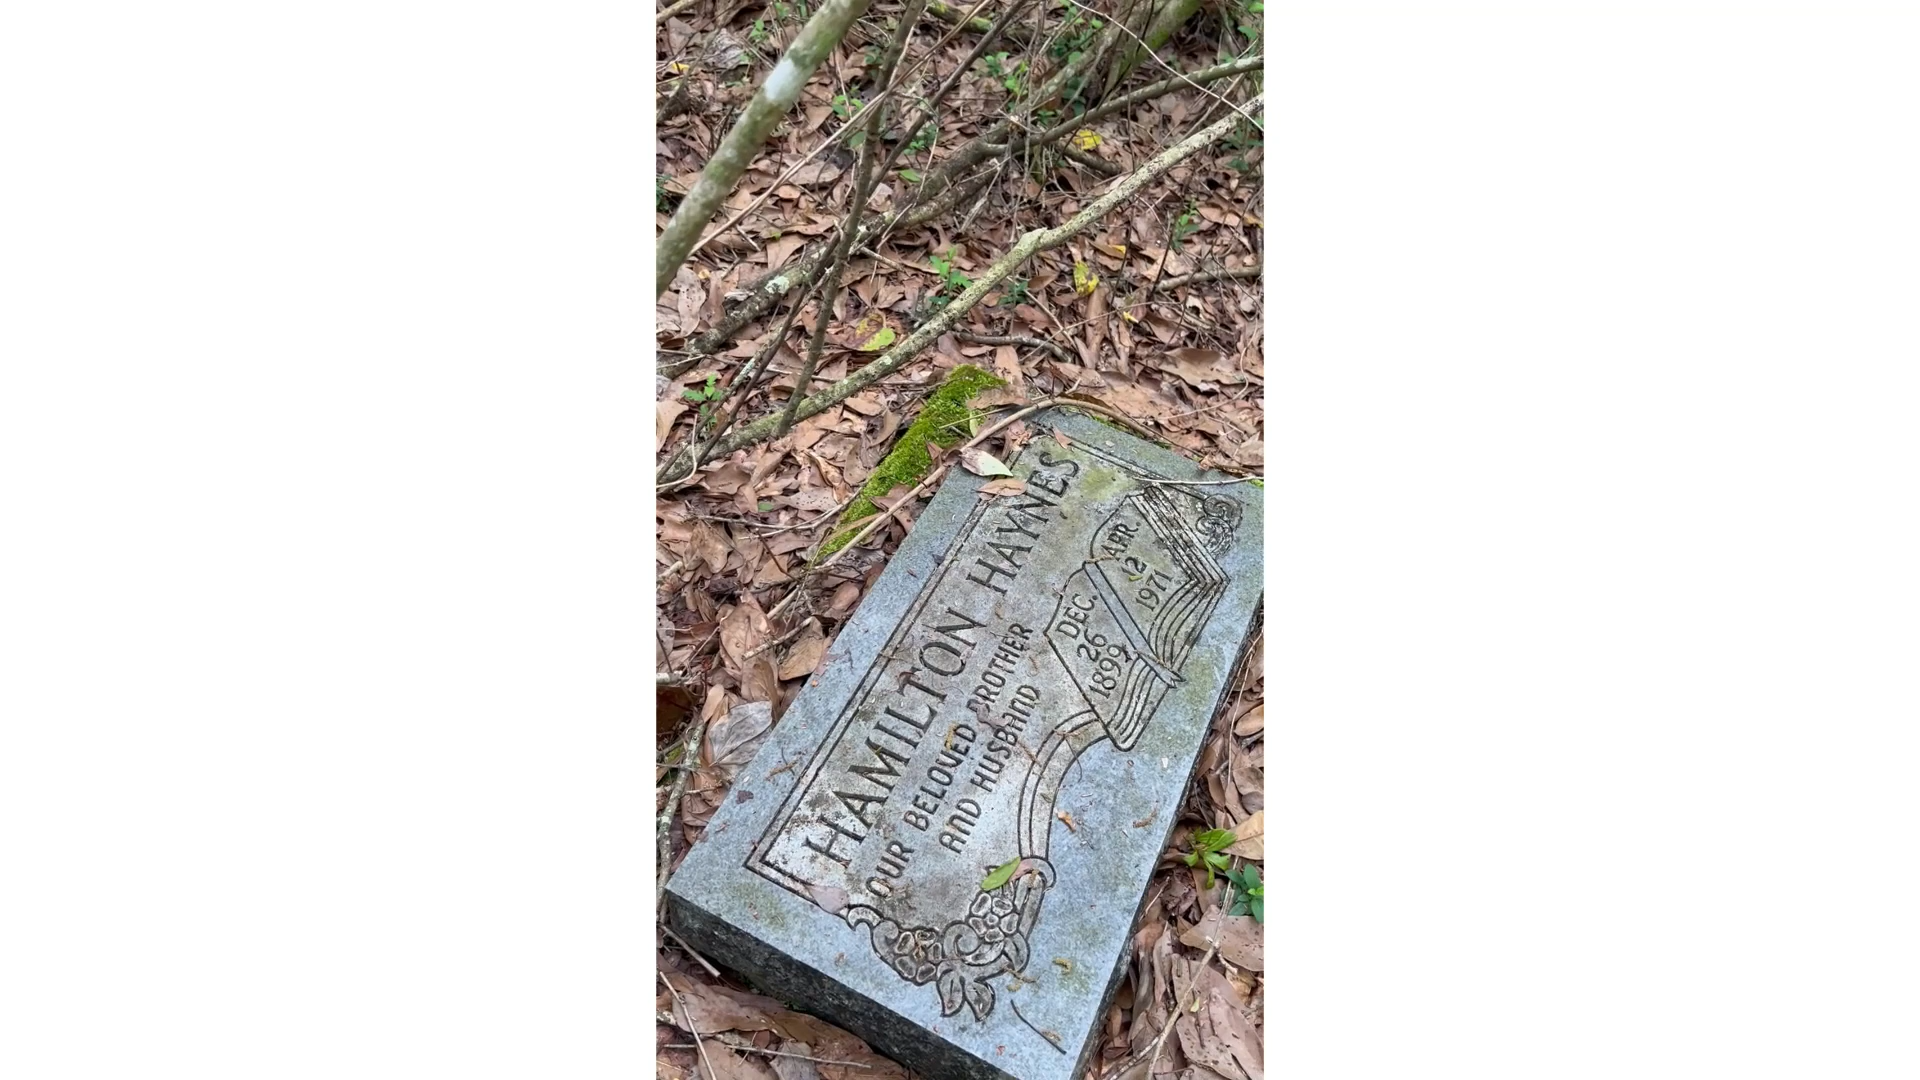 HAMILTON HAYNES
OUR BELOVED BROTHER
AND HUSBAND
DEC.
26
1899
APR.
12
1971